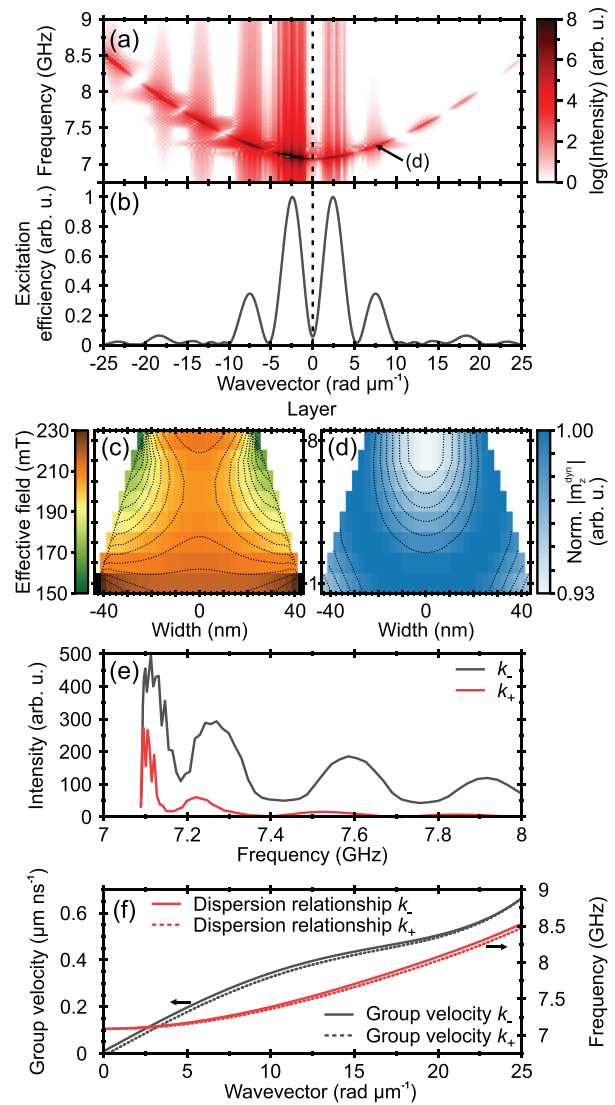 (a)
Frequency (GHz)
9
8.5
8
7.5
7
(d)
8
6
4
2
0
log(Intensity) (arb. u.)
(b)
Excitation
efficiency (arb. u.)
1
0.8
0.6
0.4
0.2
0
-25 -20 -15 -10 -5 0 5 10 15 20 25
Wavevector (rad µm⁻¹)
Layer
(c)
Effective field (mT)
230
210
190
170
150
8
1
-40 -20 0 20 40
Width (nm)
(d)
-40 -20 0 20 40
Width (nm)
1.00
0.93
Norm. |m_z^dyn|
(arb. u.)
(e)
Intensity (arb. u.)
500
400
300
200
100
0
k₋
k₊
7 7.2 7.4 7.6 7.8 8
Frequency (GHz)
(f)
Group velocity (µm ns⁻¹)
0.6
0.4
0.2
0
Dispersion relationship k₋
Dispersion relationship k₊
Group velocity k₋
Group velocity k₊
9
8.5
8
7.5
7
Frequency (GHz)
0 5 10 15 20 25
Wavevector (rad µm⁻¹)